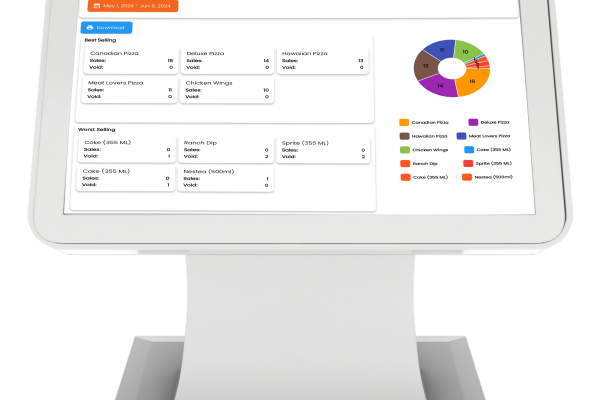 May 1, 2024 - Jun 5, 2024
Download
Best Selling
Canadian Pizza
Sales: 16
Void: 0
Deluxe Pizza
Sales: 14
Void: 0
Hawaiian Pizza
Sales: 13
Void: 0
Meat Lovers Pizza
Sales: 11
Void: 0
Chicken Wings
Sales: 10
Void: 0
Worst Selling
Coke (355 ML)
Sales: 0
Void: 1
Ranch Dip
Sales: 0
Void: 2
Sprite (355 ML)
Sales: 0
Void: 2
Coke (355 ML)
Sales: 0
Void: 1
Nestea (500ml)
Sales: 1
Void: 0
11
10
13
14
16
Canadian Pizza
Deluxe Pizza
Hawaiian Pizza
Meat Lovers Pizza
Chicken Wings
Coke (355 ML)
Ranch Dip
Sprite (355 ML)
Coke (355 ML)
Nestea (500ml)